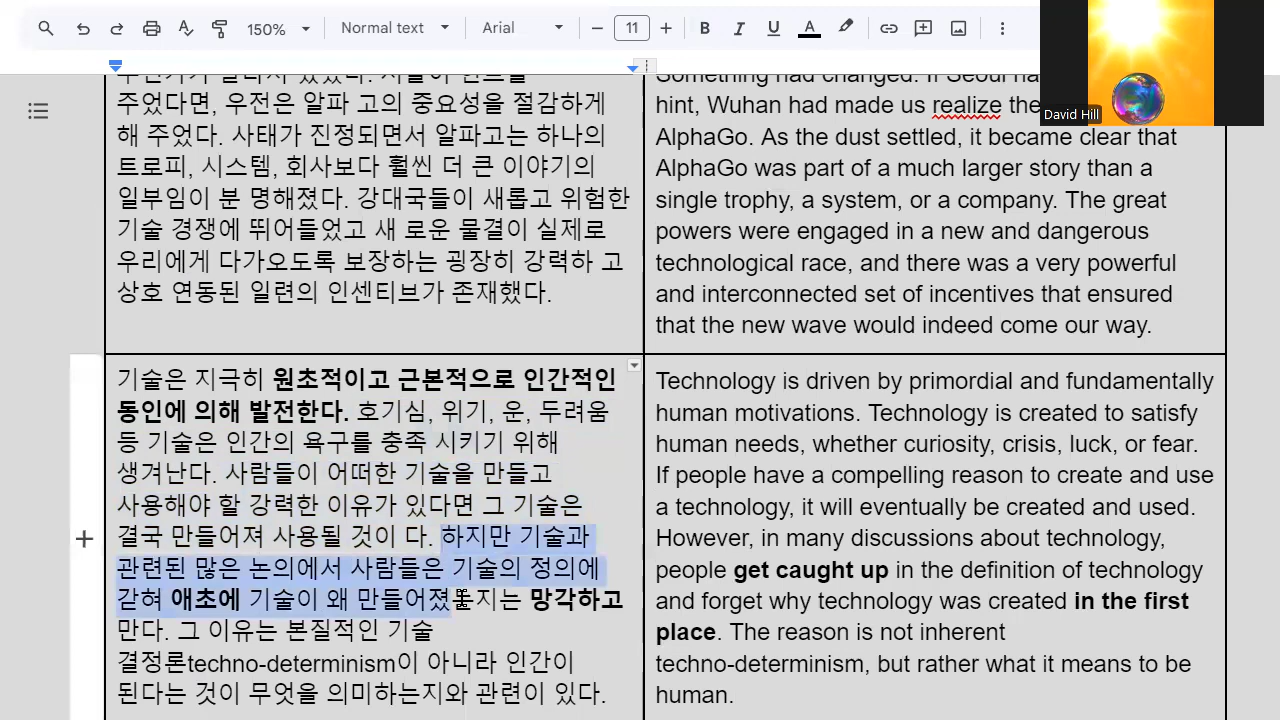 150%
Normal text
Arial
11
B
I
U
A
David Hill
주었다면, 우전은 알파 고의 중요성을 절감하게
해 주었다. 사태가 진정되면서 알파고는 하나의
트로피, 시스템, 회사보다 훨씬 더 큰 이야기의
일부임이 분 명해졌다. 강대국들이 새롭고 위험한
기술 경쟁에 뛰어들었고 새 로운 물결이 실제로
우리에게 다가오도록 보장하는 굉장히 강력하 고
상호 연동된 일련의 인센티브가 존재했다.
Something had changed. If Seoul
hint, Wuhan had made us realize the
AlphaGo. As the dust settled, it became clear that
AlphaGo was part of a much larger story than a
single trophy, a system, or a company. The great
powers were engaged in a new and dangerous
technological race, and there was a very powerful
and interconnected set of incentives that ensured
that the new wave would indeed come our way.
기술은 지극히 원초적이고 근본적으로 인간적인
동인에 의해 발전한다. 호기심, 위기, 운, 두려움
등 기술은 인간의 욕구를 충족 시키기 위해
생겨난다. 사람들이 어떠한 기술을 만들고
사용해야 할 강력한 이유가 있다면 그 기술은
결국 만들어져 사용될 것이 다. 하지만 기술과
관련된 많은 논의에서 사람들은 기술의 정의에
갇혀 애초에 기술이 왜 만들어졌는지는 망각하고
만다. 그 이유는 본질적인 기술
결정론techno-determinism이 아니라 인간이
된다는 것이 무엇을 의미하는지와 관련이 있다.
Technology is driven by primordial and fundamentally
human motivations. Technology is created to satisfy
human needs, whether curiosity, crisis, luck, or fear.
If people have a compelling reason to create and use
a technology, it will eventually be created and used.
However, in many discussions about technology,
people get caught up in the definition of technology
and forget why technology was created in the first
place. The reason is not inherent
techno-determinism, but rather what it means to be
human.